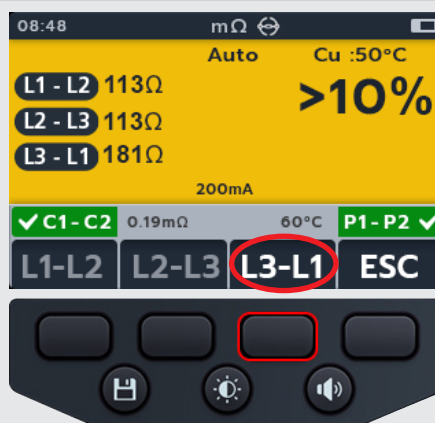 08:48 mΩ
Auto Cu :50°C
L1 - L2 113Ω
>10%
L2 - L3 113Ω
L3 - L1 181Ω
200mA
✓ C1 - C2 0.19mΩ 60°C P1 - P2 ✓
L1-L2 L2-L3 L3-L1 ESC